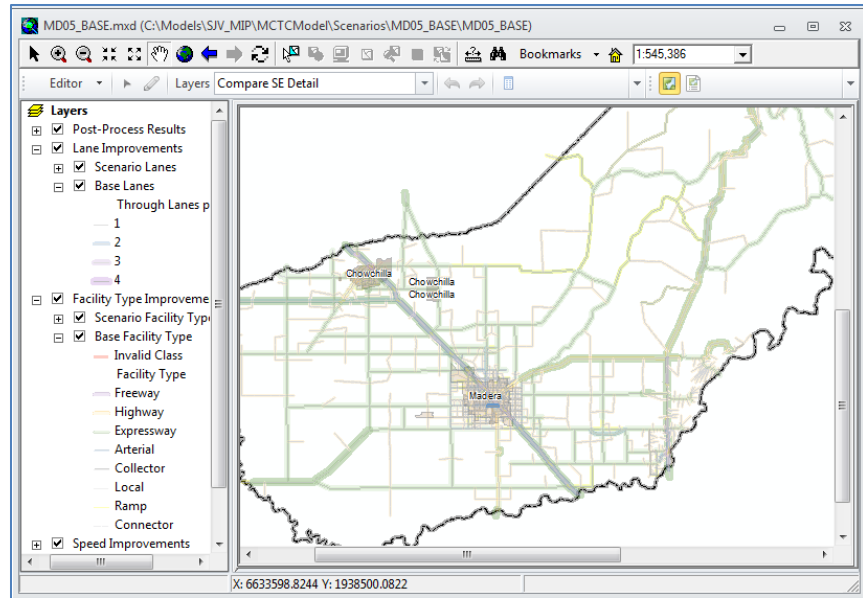 MD05_BASE.mxd (C:\Models\SJV_MIP\MCTCModel\Scenarios\MD05_BASE\MD05_BASE)
Bookmarks 1:545,386
Editor Layers Compare SE Detail
Layers
Post-Process Results
Lane Improvements
Scenario Lanes
Base Lanes
Through Lanes p
1
2
3
4
Facility Type Improveme
Scenario Facility Type
Base Facility Type
Invalid Class
Facility Type
Freeway
Highway
Expressway
Arterial
Collector
Local
Ramp
Connector
Speed Improvements
Chowchilla
Chowchilla
Chowchilla
Madera
X: 6633598.8244 Y: 1938500.0822